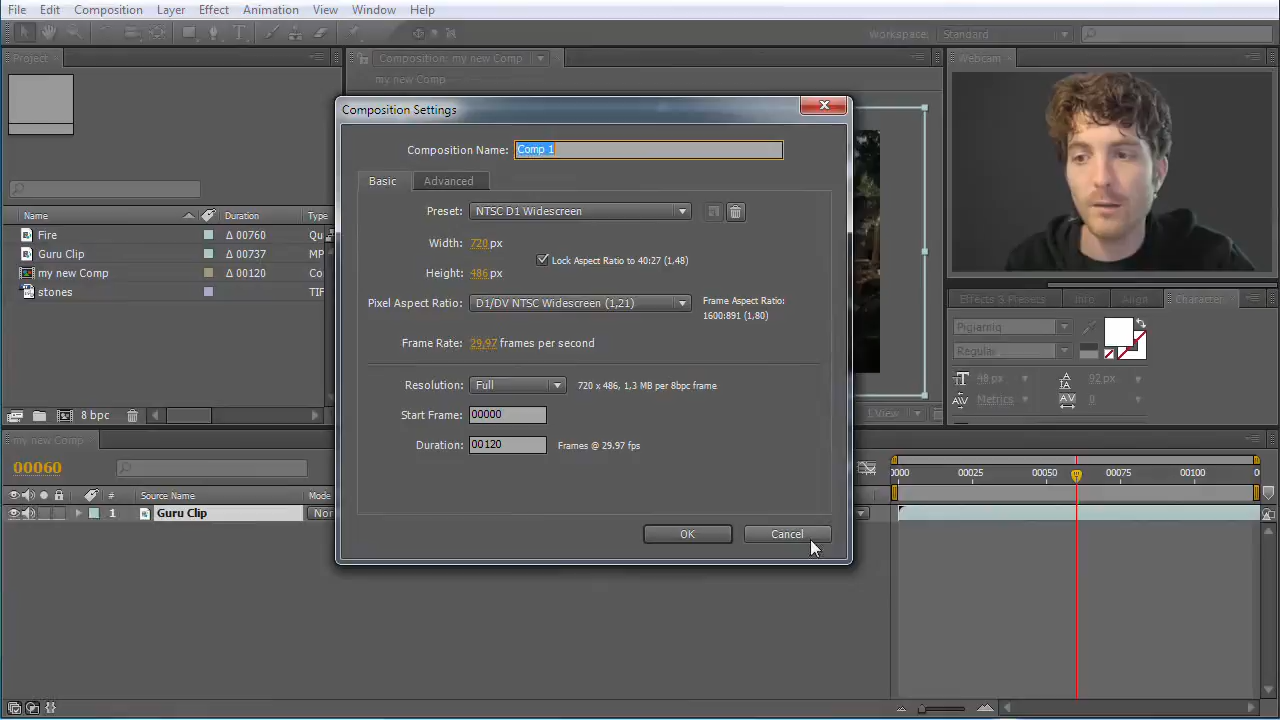 File Edit Composition Layer Effect Animation View Window Help
Workspace: Standard
Project
Composition: my new Comp
Webcam
my new Comp
Composition Settings
Composition Name: Comp 1
Basic Advanced
Preset: NTSC D1 Widescreen
Width: 720 px
Lock Aspect Ratio to 40:27 (1,48)
Height: 486 px
Pixel Aspect Ratio: D1/DV NTSC Widescreen (1,21)
Frame Aspect Ratio:
1600:891 (1,80)
Frame Rate: 29,97 frames per second
Resolution: Full 720 x 486, 1,3 MB per 8bpc frame
Start Frame: 00000
Duration: 00120 Frames @ 29.97 fps
OK Cancel
Name Duration Type
Fire Δ 00760 Qu
Guru Clip Δ 00737 MP
my new Comp Δ 00120 Co
stones TIF
8 bpc
Effects & Presets Info Align Character
Pigiarniq
Regular
48 px 92 px
Metrics 0
1 View
my new Comp
00060
0000 00025 00050 00075 00100 0
# Source Name Mode
1 Guru Clip Nor